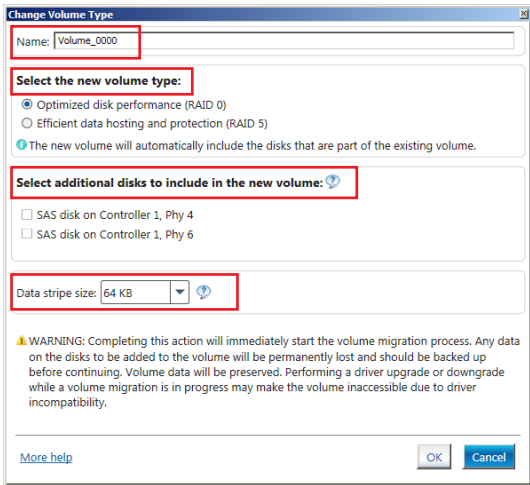 Change Volume Type
Name: Volume_0000
Select the new volume type:
Optimized disk performance (RAID 0)
Efficient data hosting and protection (RAID 5)
The new volume will automatically include the disks that are part of the existing volume.
Select additional disks to include in the new volume:
SAS disk on Controller 1, Phy 4
SAS disk on Controller 1, Phy 6
Data stripe size: 64 KB
WARNING: Completing this action will immediately start the volume migration process. Any data
on the disks to be added to the volume will be permanently lost and should be backed up
before continuing. Volume data will be preserved. Performing a driver upgrade or downgrade
while a volume migration is in progress may make the volume inaccessible due to driver
incompatibility.
More help
OK
Cancel